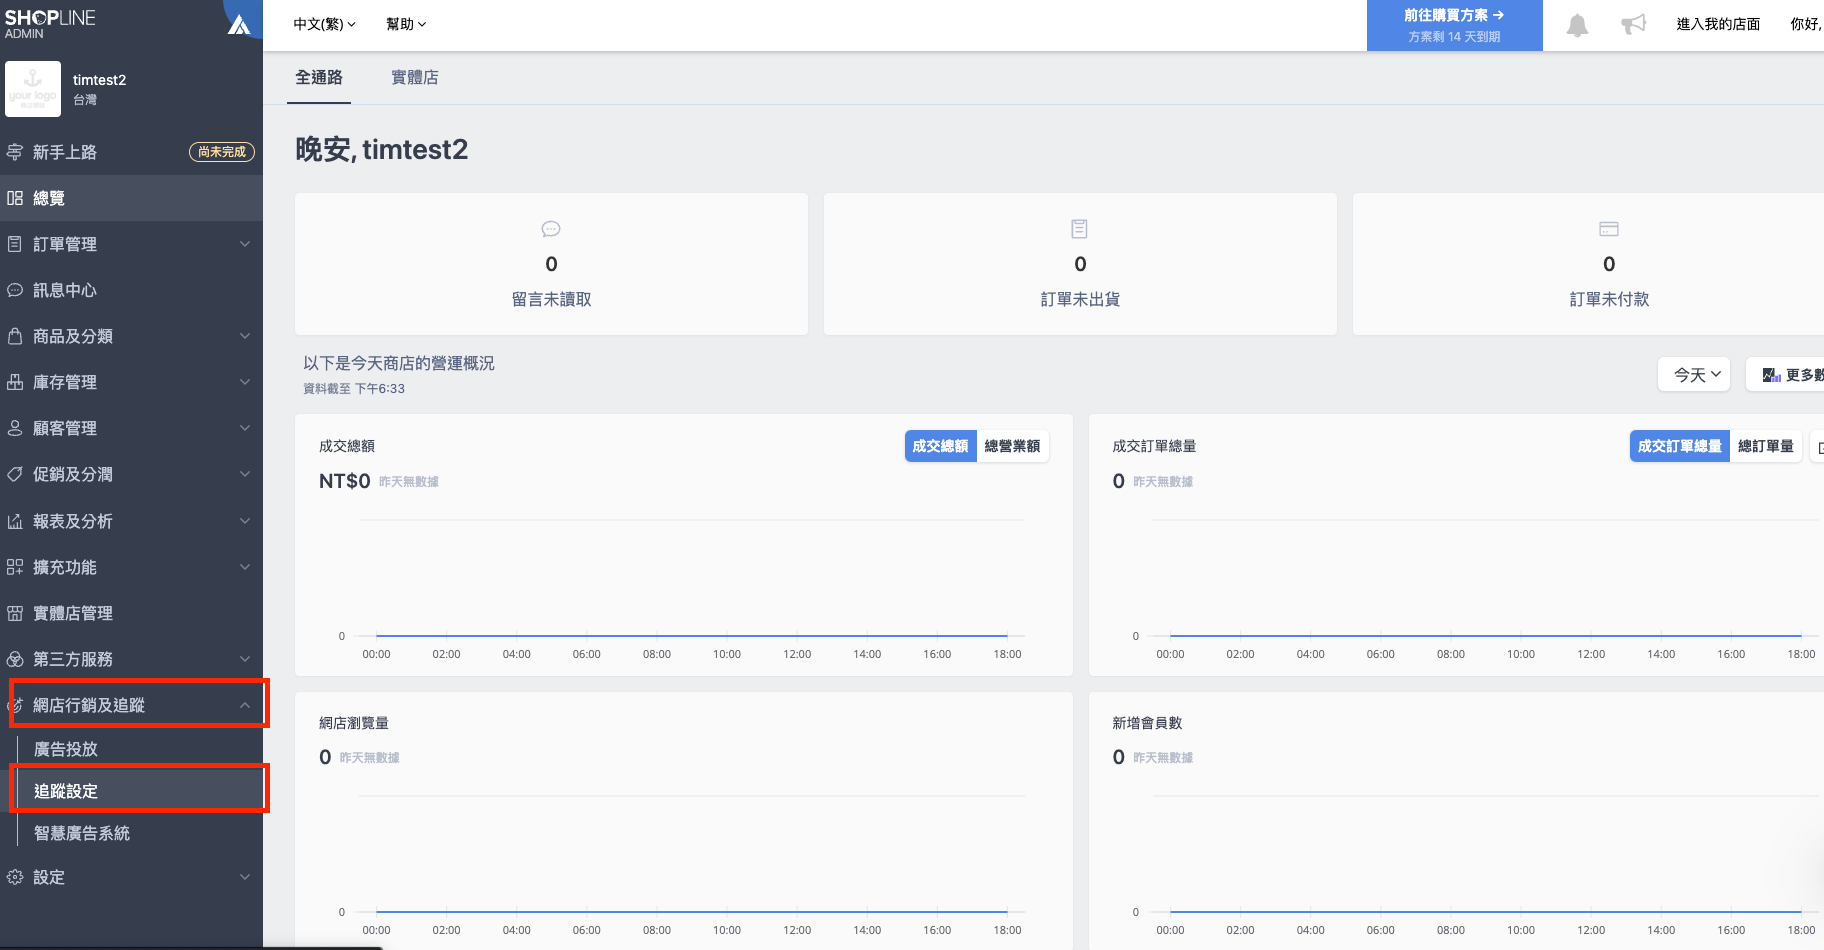 SHOPLINE
ADMIN
中文(繁)
幫助
前往購買方案 →
方案剩 14 天到期
進入我的店面
你好,
your logo
timtest2
台灣
全通路
實體店
新手上路
尚未完成
總覽
訂單管理
訊息中心
商品及分類
庫存管理
顧客管理
促銷及分潤
報表及分析
擴充功能
實體店管理
第三方服務
網店行銷及追蹤
廣告投放
追蹤設定
智慧廣告系統
設定
晚安, timtest2
0
留言未讀取
0
訂單未出貨
0
訂單未付款
以下是今天商店的營運概況
資料截至 下午6:33
今天
更多數
成交總額
成交總額
總營業額
NT$0 昨天無數據
0
00:00 02:00 04:00 06:00 08:00 10:00 12:00 14:00 16:00 18:00
成交訂單總量
成交訂單總量
總訂單量
0 昨天無數據
0
00:00 02:00 04:00 06:00 08:00 10:00 12:00 14:00 16:00 18:00
網店瀏覽量
0 昨天無數據
0
00:00 02:00 04:00 06:00 08:00 10:00 12:00 14:00 16:00 18:00
新增會員數
0 昨天無數據
0
00:00 02:00 04:00 06:00 08:00 10:00 12:00 14:00 16:00 18:00